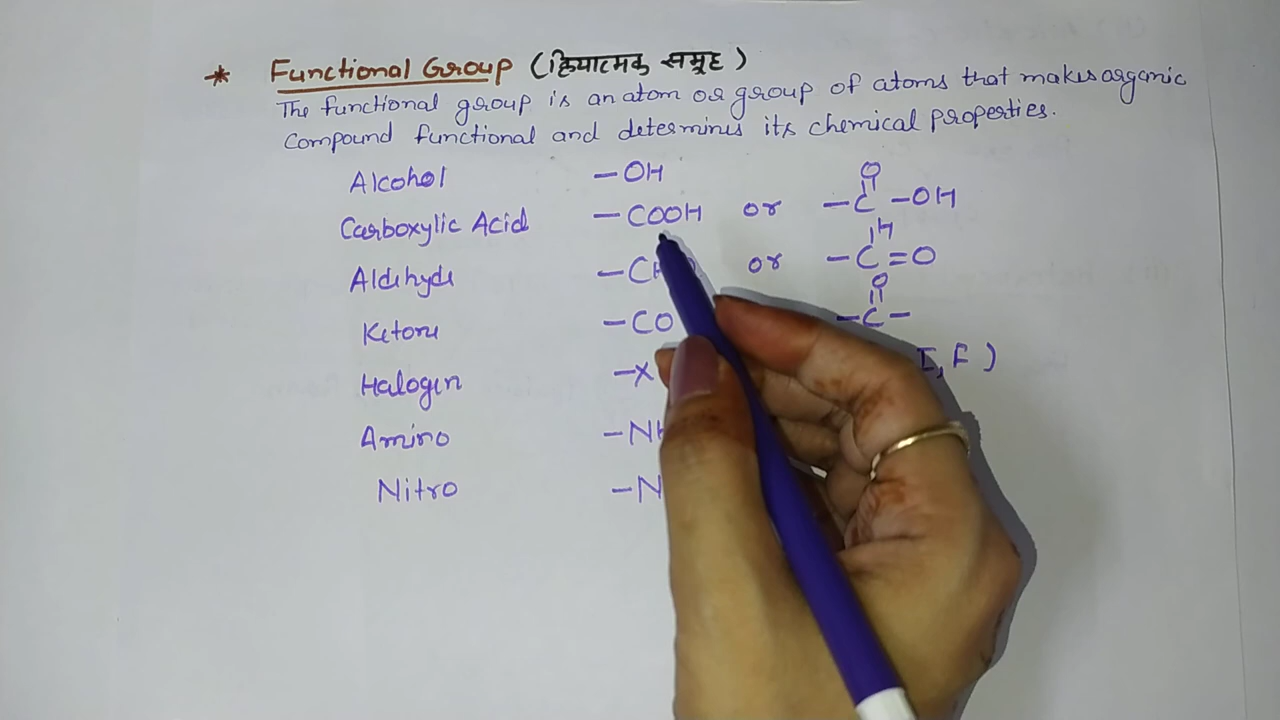 * Functional Group (क्रियात्मक समूह)
The functional group is an atom or group of atoms that makes organic
compound functional and determines its chemical properties.
Alcohol –OH
Carboxylic Acid –COOH or –C(=O)–OH
Aldehyde –CH or –C(H)=O
Ketone –CO –C(=O)–
Halogen –X I, F )
Amino –N
Nitro –N